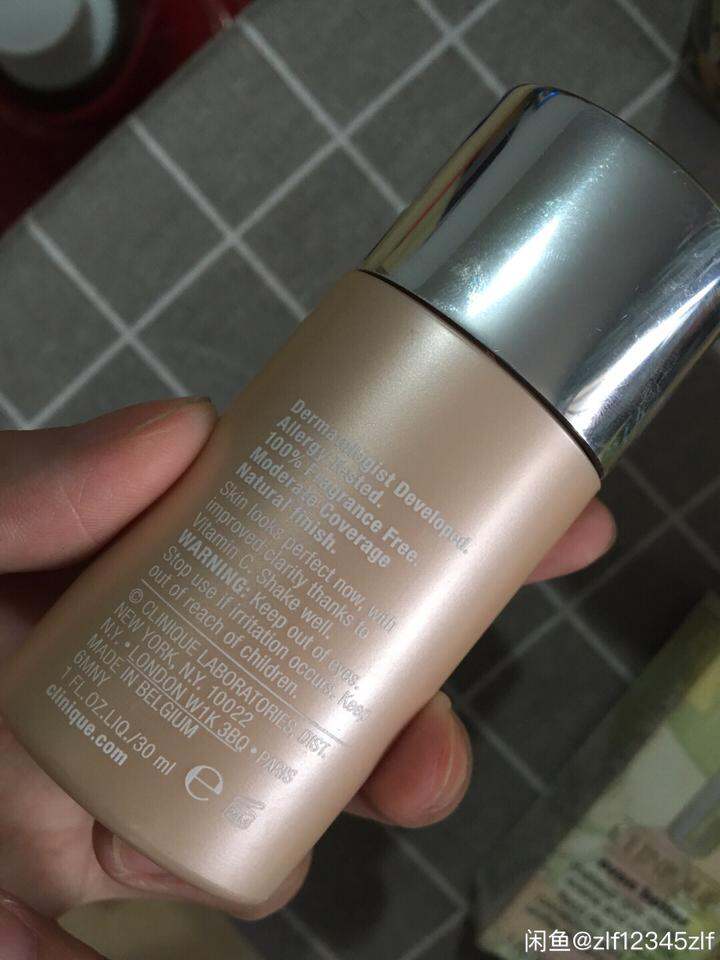 Dermatologist Developed.
Allergy Tested.
100% Fragrance Free.
Moderate Coverage
Natural finish.
Skin looks perfect now, with
improved clarity thanks to
Vitamin C. Shake well.
WARNING: Keep out of eyes.
Stop use if irritation occurs. Keep
out of reach of children.
© CLINIQUE LABORATORIES, DIST.
NEW YORK, N.Y. 10022
N.Y. • LONDON W1K 3BQ • PARIS
MADE IN BELGIUM
6MNY
1 FL.OZ.LIQ./30 ml e
clinique.com
闲鱼@zlf12345zlf